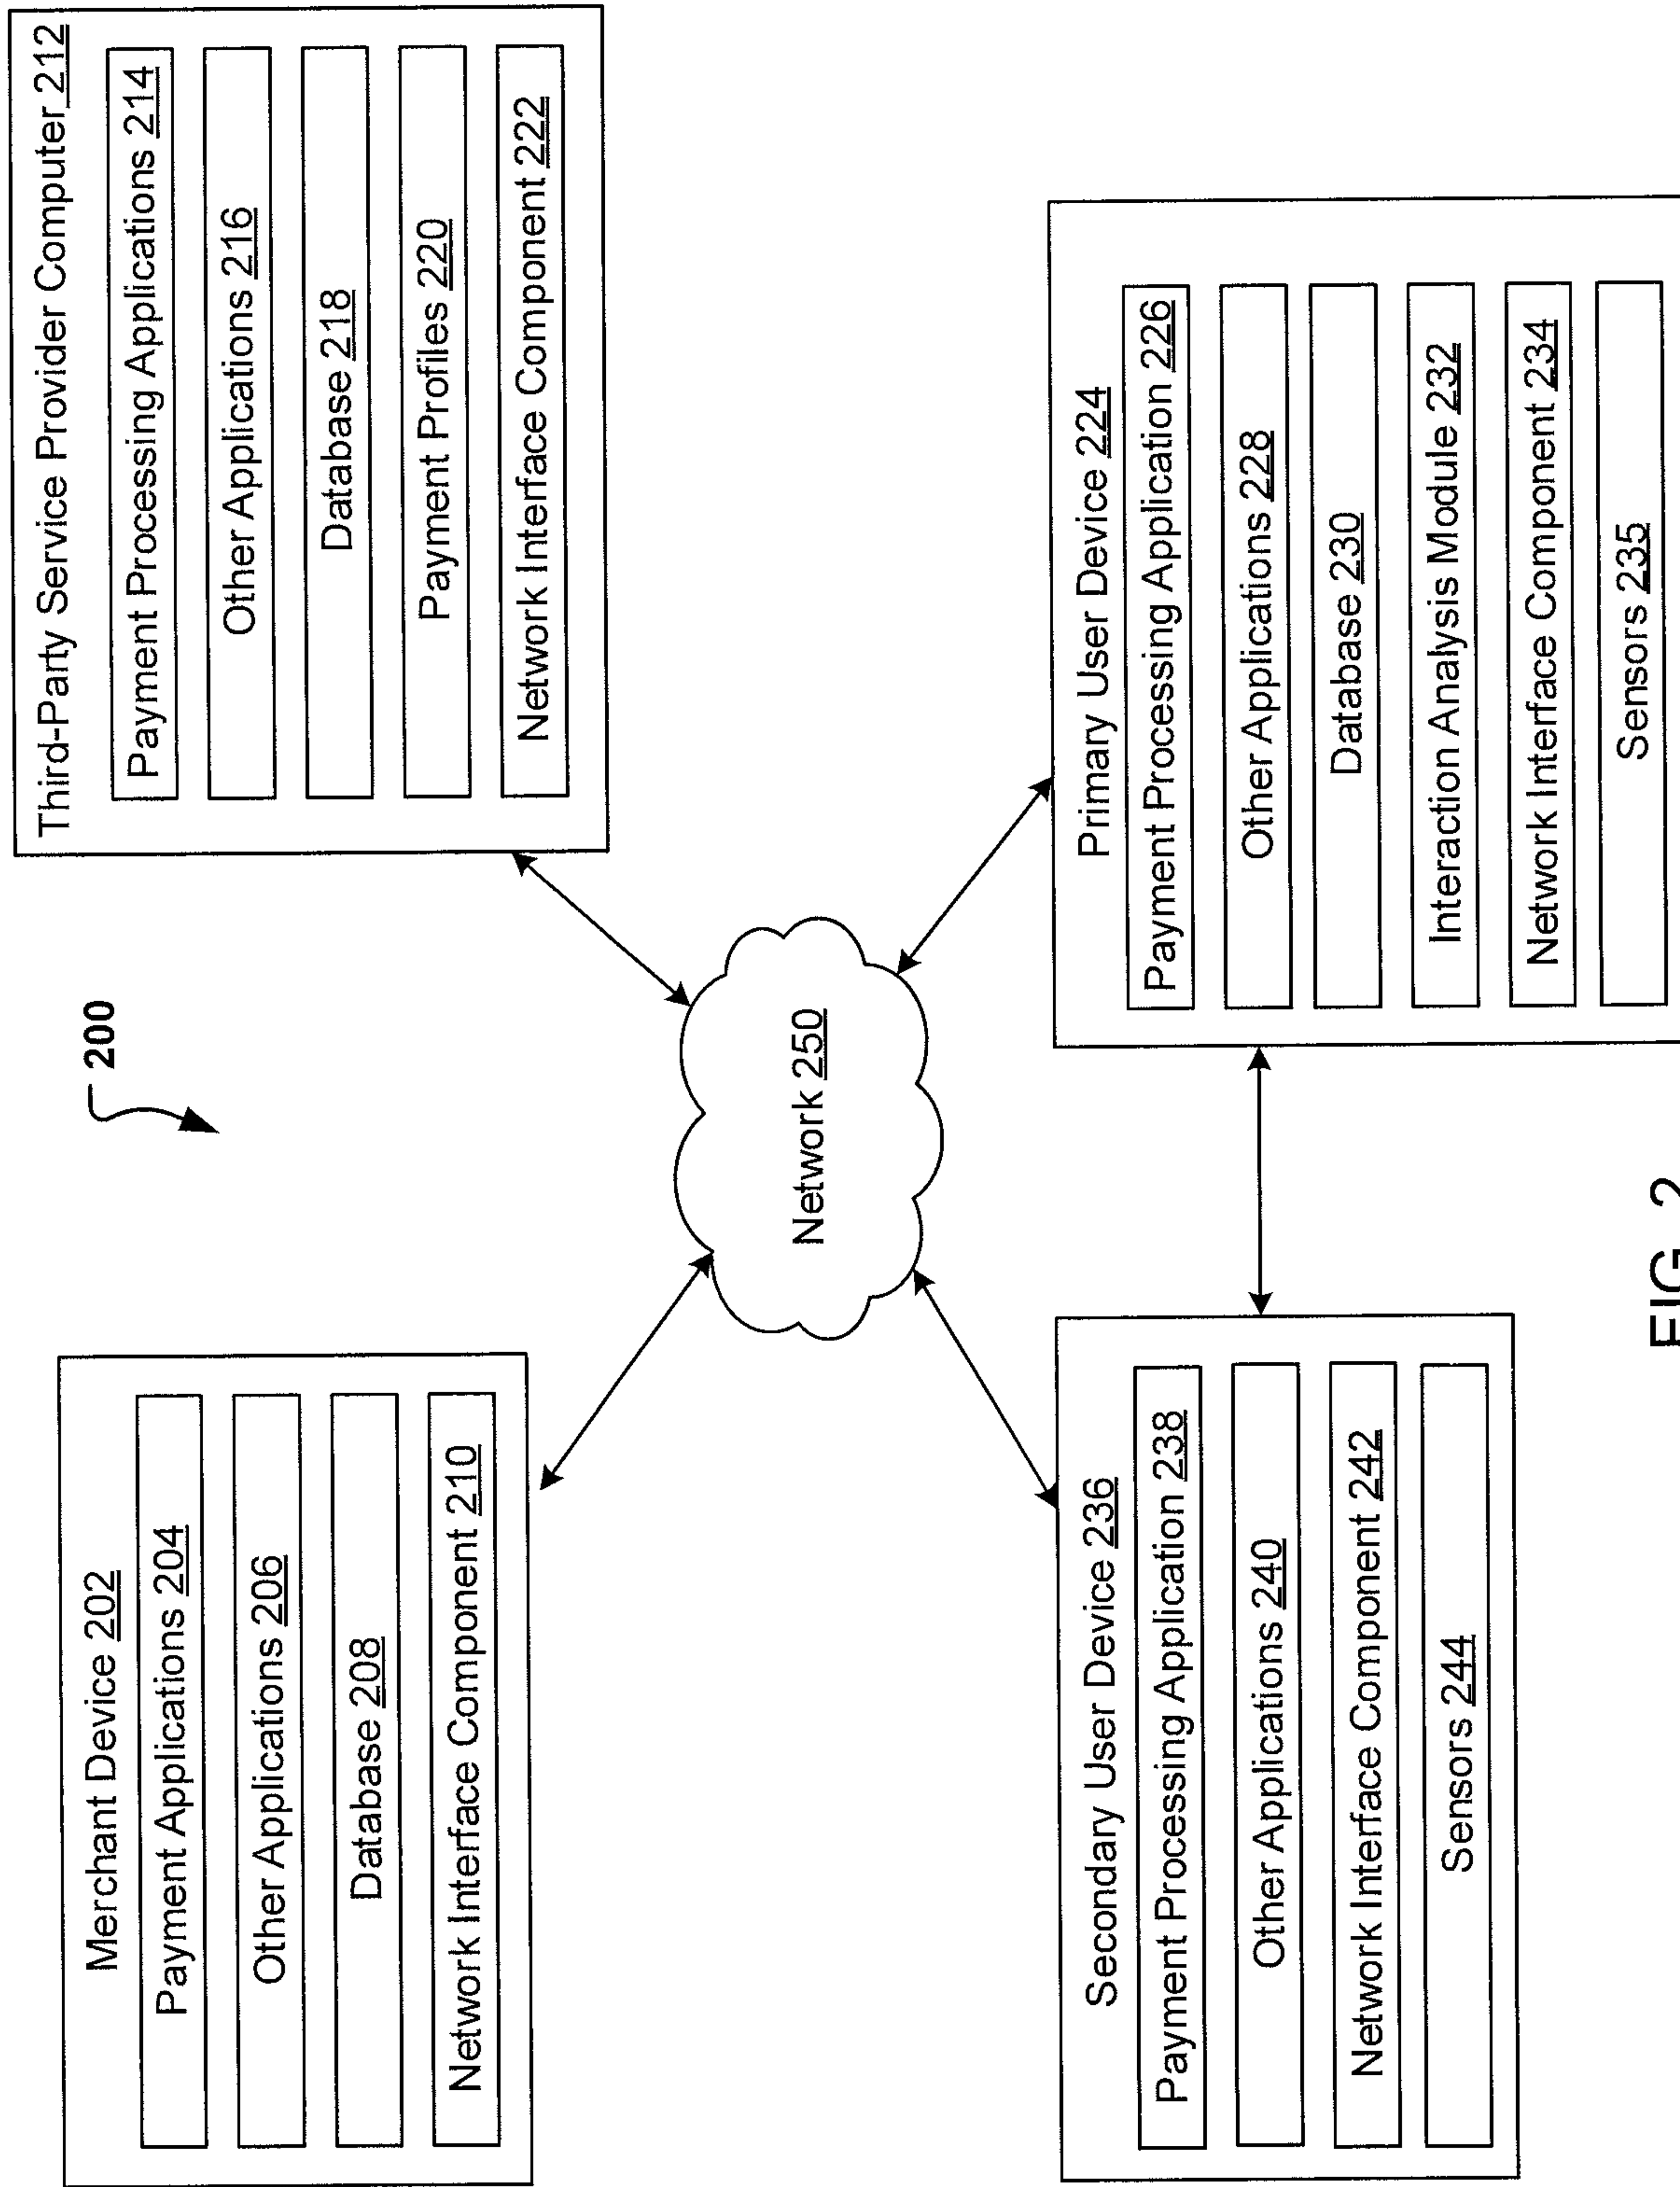 200
Merchant Device 202
Payment Applications 204
Other Applications 206
Database 208
Network Interface Component 210
Third-Party Service Provider Computer 212
Payment Processing Applications 214
Other Applications 216
Database 218
Payment Profiles 220
Network Interface Component 222
Network 250
Secondary User Device 236
Payment Processing Application 238
Other Applications 240
Network Interface Component 242
Sensors 244
Primary User Device 224
Payment Processing Application 226
Other Applications 228
Database 230
Interaction Analysis Module 232
Network Interface Component 234
Sensors 235
FIG. 2